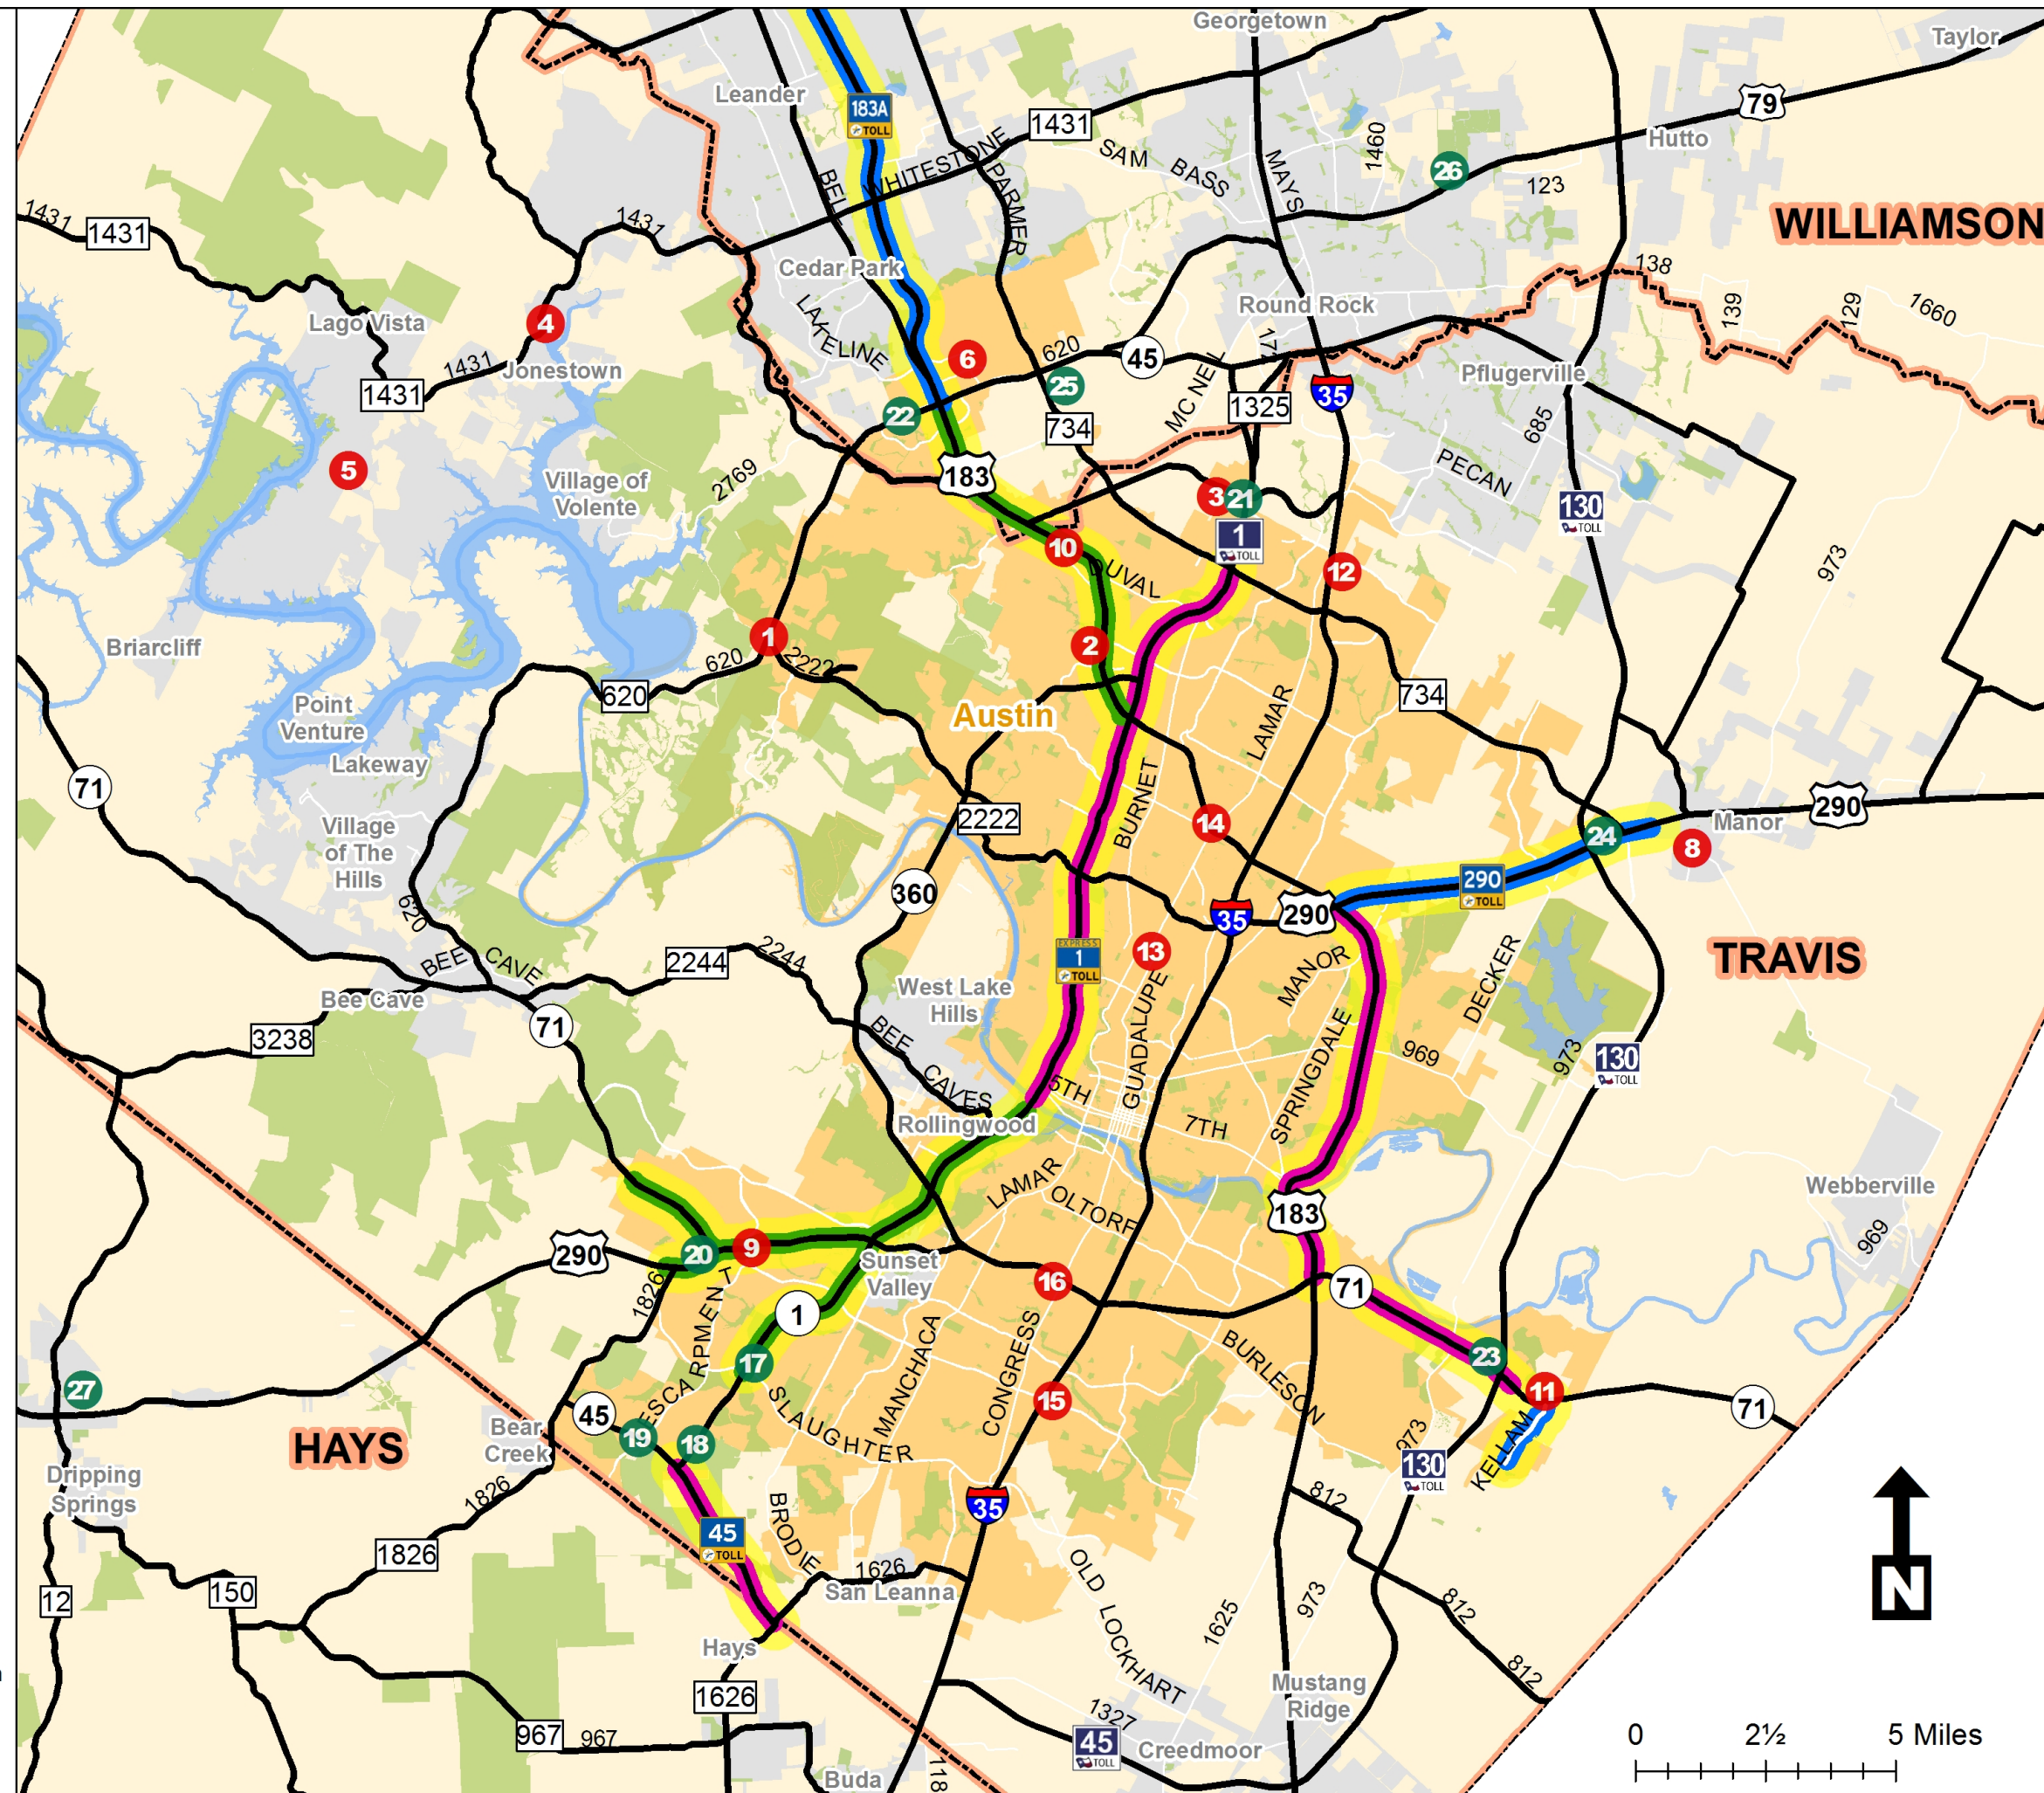 Georgetown
Taylor
Leander
183A
TOLL
1431
79
Hutto
SAM BASS
MAYS
1460
26
123
WHITESTONE
BELL
PARMER
1431
1431
1431
WILLIAMSON
Cedar Park
138
139
129
1660
Lago Vista
4
LAKELINE
Round Rock
6
620
45
172
1431
Jonestown
1431
25
MC NEIL
1325
35
Pflugerville
22
734
685
5
Village of
Volente
2769
183
PECAN
3
21
130
TOLL
1
TOLL
10
DUVAL
12
973
1
2
Briarcliff
620
2222
620
734
Point
Venture
Austin
LAMAR
Lakeway
71
290
Village
of The
Hills
2222
BURNET
14
24
Manor
8
360
290
TOLL
620
35
290
EXPRESS
1
TOLL
13
MANOR
DECKER
TRAVIS
BEE CAVE
2244
2244
West Lake
Hills
Bee Cave
3238
71
BEE CAVES
GUADALUPE
SPRINGDALE
969
973
130
TOLL
5TH
7TH
Rollingwood
LAMAR
OLTORF
183
Webberville
969
290
20
9
Sunset
Valley
16
71
1826
1
ESCARPMENT
17
MANCHACA
CONGRESS
BURLESON
23
11
71
27
HAYS
45
Bear
Creek
19
18
SLAUGHTER
15
973
KELLAM
130
TOLL
Dripping
Springs
1826
35
812
BRODIE
45
TOLL
1826
1626
San Leanna
OLD LOCKHART
12
150
1625
973
812
N
Hays
812
1626
Mustang
Ridge
967
967
1327
45
TOLL
Creedmoor
0 2½ 5 Miles
Buda
118